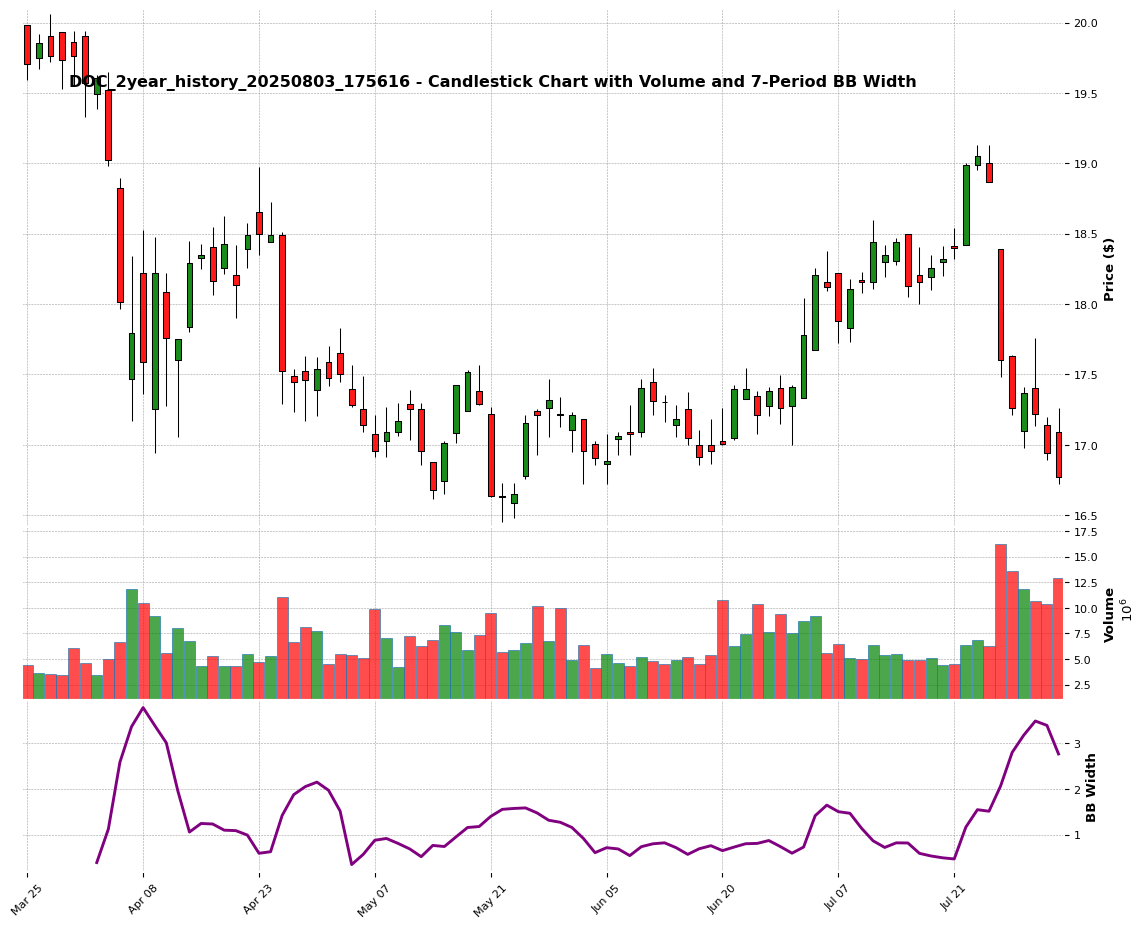 DOC_2year_history_20250803_175616 - Candlestick Chart with Volume and 7-Period BB Width
20.0
19.5
19.0
18.5
18.0
17.5
17.0
16.5
Price ($)
17.5
15.0
12.5
10.0
7.5
5.0
2.5
Volume
10^6
3
2
1
BB Width
Mar 25
Apr 08
Apr 23
May 07
May 21
Jun 05
Jun 20
Jul 07
Jul 21